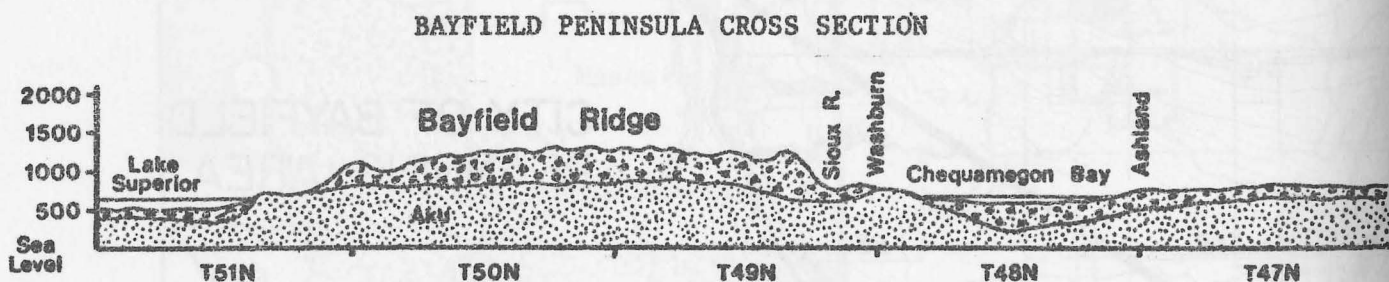 BAYFIELD PENINSULA CROSS SECTION
2000
1500
1000
500
Sea
Level
Lake
Superior
Bayfield Ridge
Aku
Sioux R.
Washburn
Chequamegon Bay
Ashland
T51N
T50N
T49N
T48N
T47N